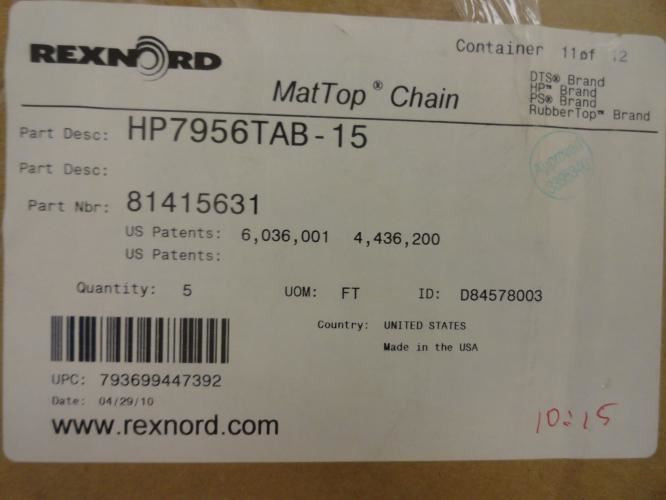 REXNORD
Container 11of 12
MatTop® Chain
DTS® Brand
HP™ Brand
PS® Brand
RubberTop™ Brand
Part Desc: HP7956TAB-15
Part Desc:
Approved
Part Nbr: 81415631
US Patents: 6,036,001 4,436,200
US Patents:
Quantity: 5 UOM: FT ID: D84578003
Country: UNITED STATES
Made in the USA
UPC: 793699447392
Date: 04/29/10
www.rexnord.com
10:15